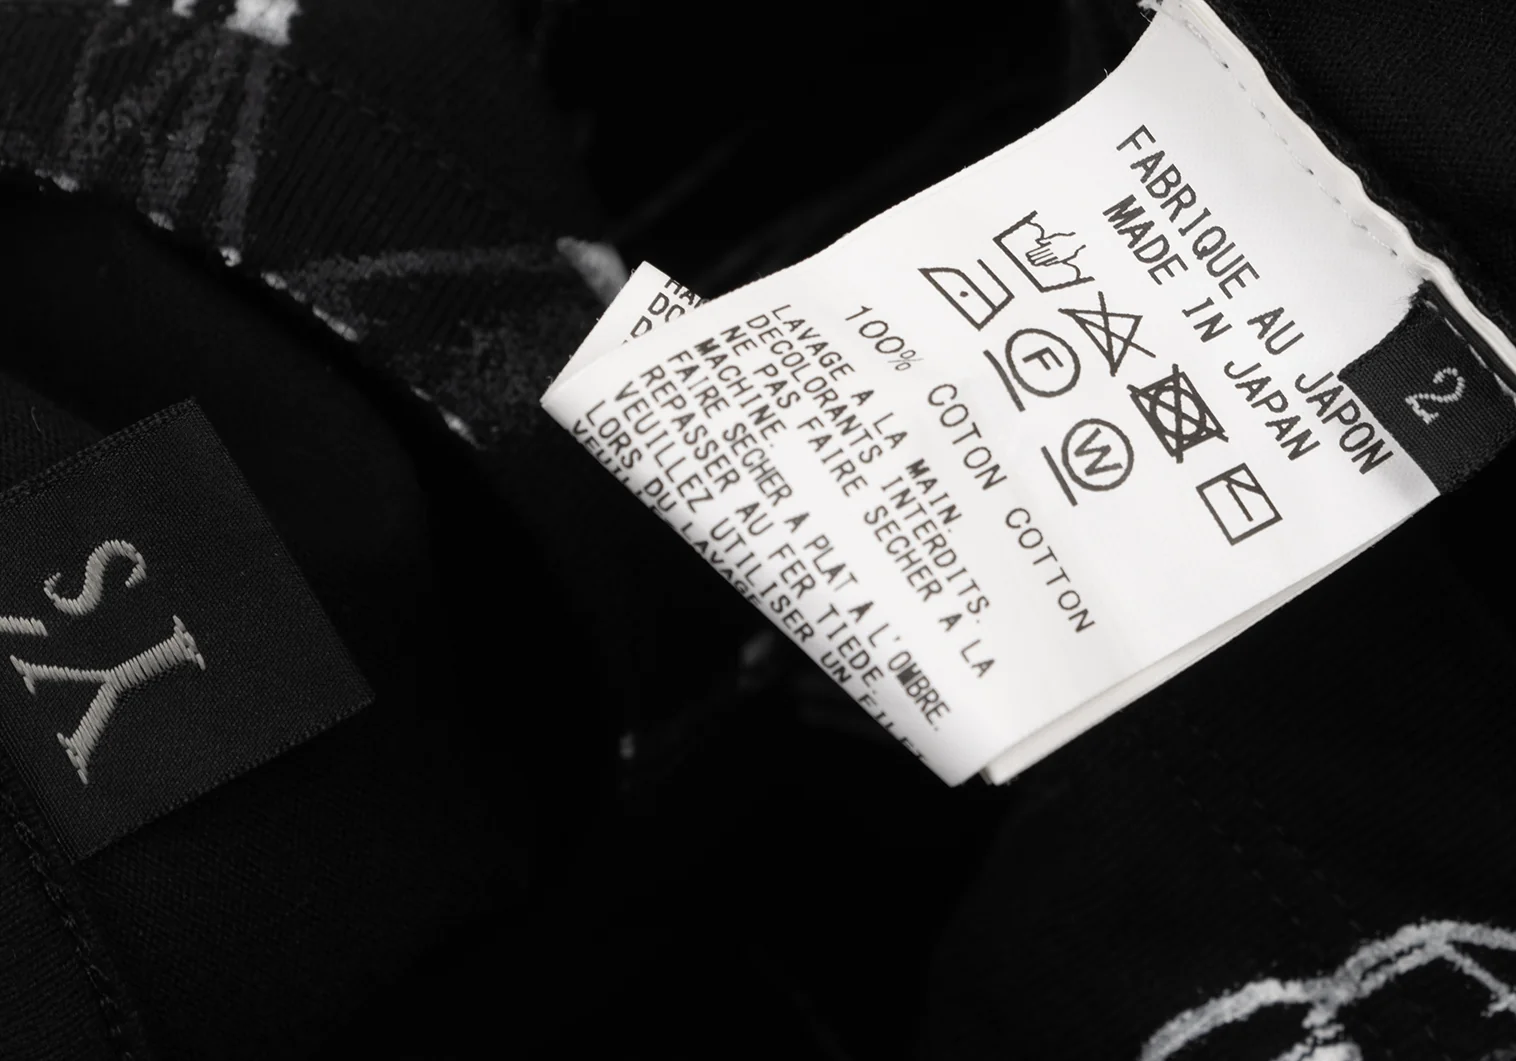 Y's
2
FABRIQUE AU JAPON
MADE IN JAPAN
F
W
100% COTON COTTON
LAVAGE A LA MAIN.
DECOLORANTS INTERDITS.
NE PAS FAIRE SECHER A LA
MACHINE.
FAIRE SECHER A PLAT A L'OMBRE.
REPASSER AU FER TIEDE.
VEUILLEZ UTILISER UN FILET
LORS DU LAVAGE